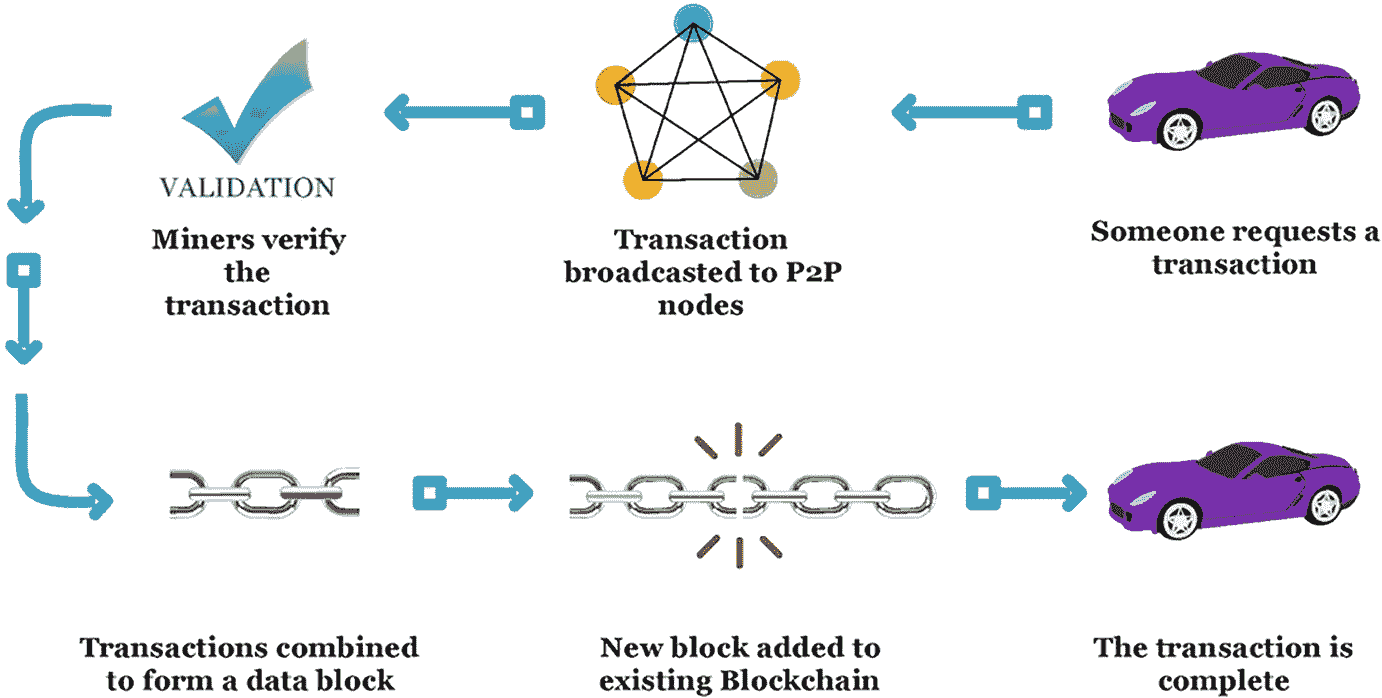 Someone requests a
transaction
Transaction
broadcasted to P2P
nodes
VALIDATION
Miners verify
the
transaction
Transactions combined
to form a data block
New block added to
existing Blockchain
The transaction is
complete